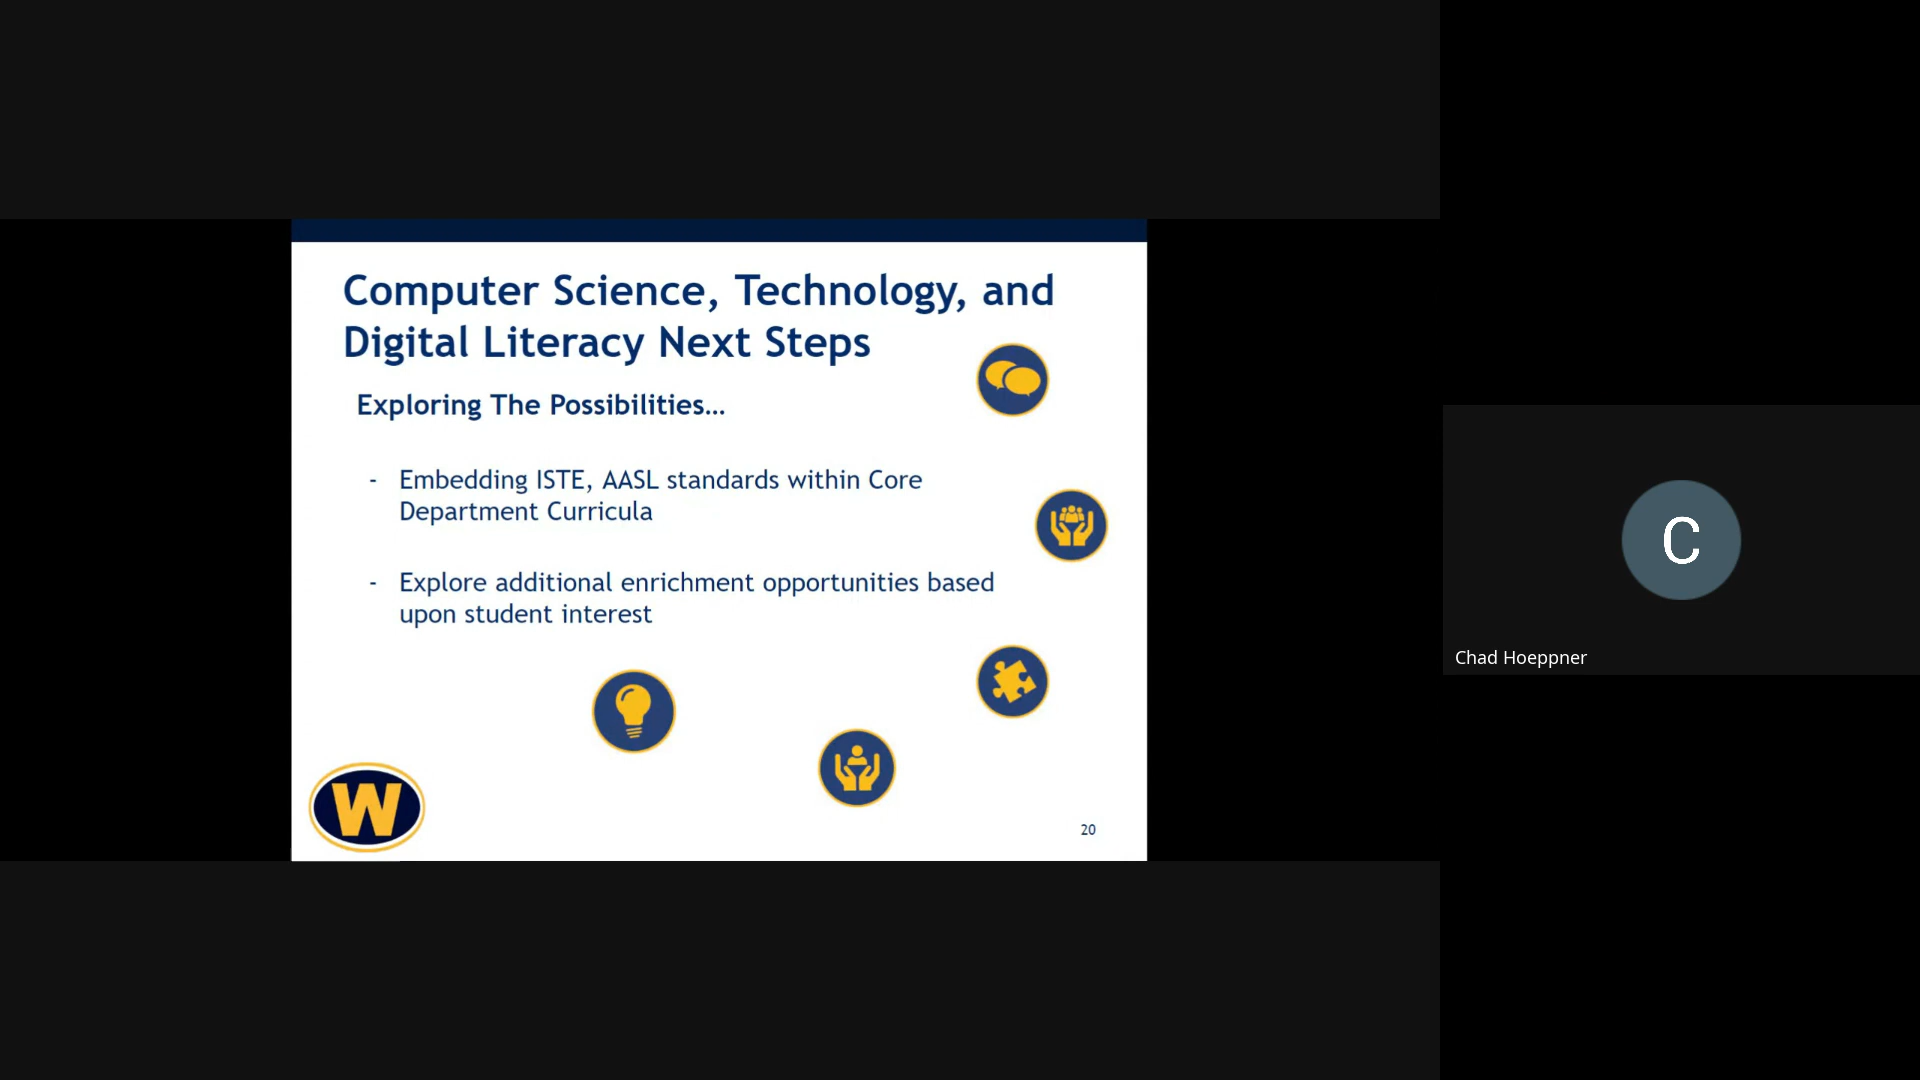 Computer Science, Technology, and
Digital Literacy Next Steps
Exploring The Possibilities...
- Embedding ISTE, AASL standards within Core
Department Curricula
- Explore additional enrichment opportunities based
upon student interest
W
20
C
Chad Hoeppner